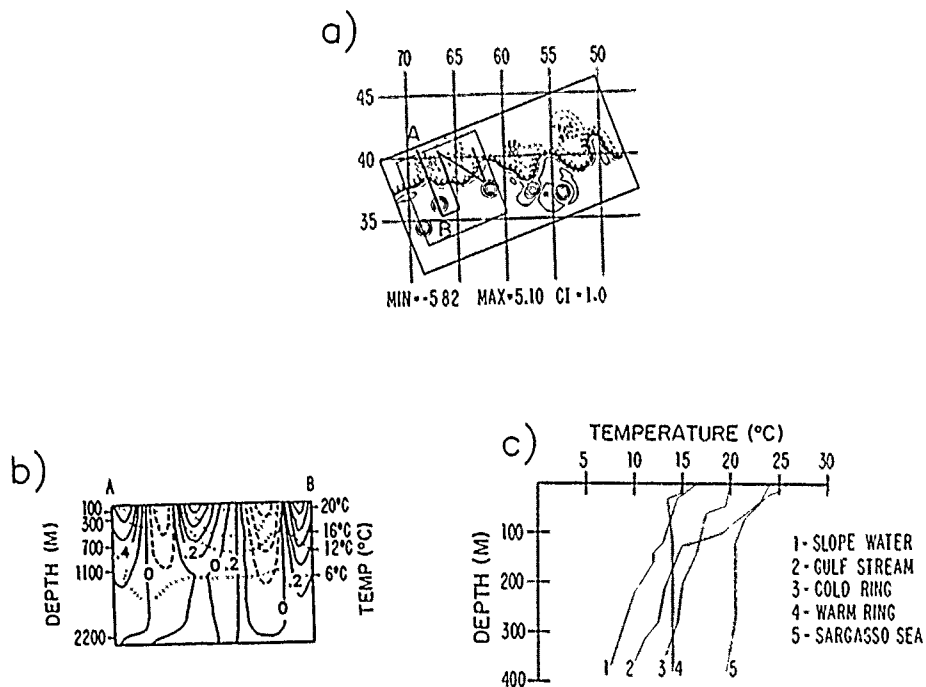 a)
70 65 60 55 50
45
A
40
35
B
MIN=-5.82 MAX=5.10 CI=1.0
b)
A B
100
300
700
1100
2200
DEPTH (M)
20°C
16°C
12°C
6°C
TEMP (°C)
.4 0 .2 0 .2 0 .2
c)
TEMPERATURE (°C)
5 10 15 20 25 30
100
200
300
400
DEPTH (M)
1 2 3 4 5
1- SLOPE WATER
2- GULF STREAM
3- COLD RING
4- WARM RING
5- SARGASSO SEA